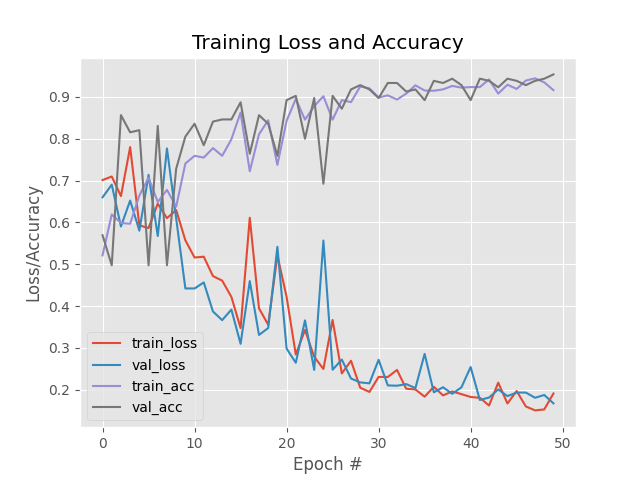 Training Loss and Accuracy
Loss/Accuracy
0.9
0.8
0.7
0.6
0.5
0.4
0.3
0.2
train_loss
val_loss
train_acc
val_acc
0 10 20 30 40 50
Epoch #